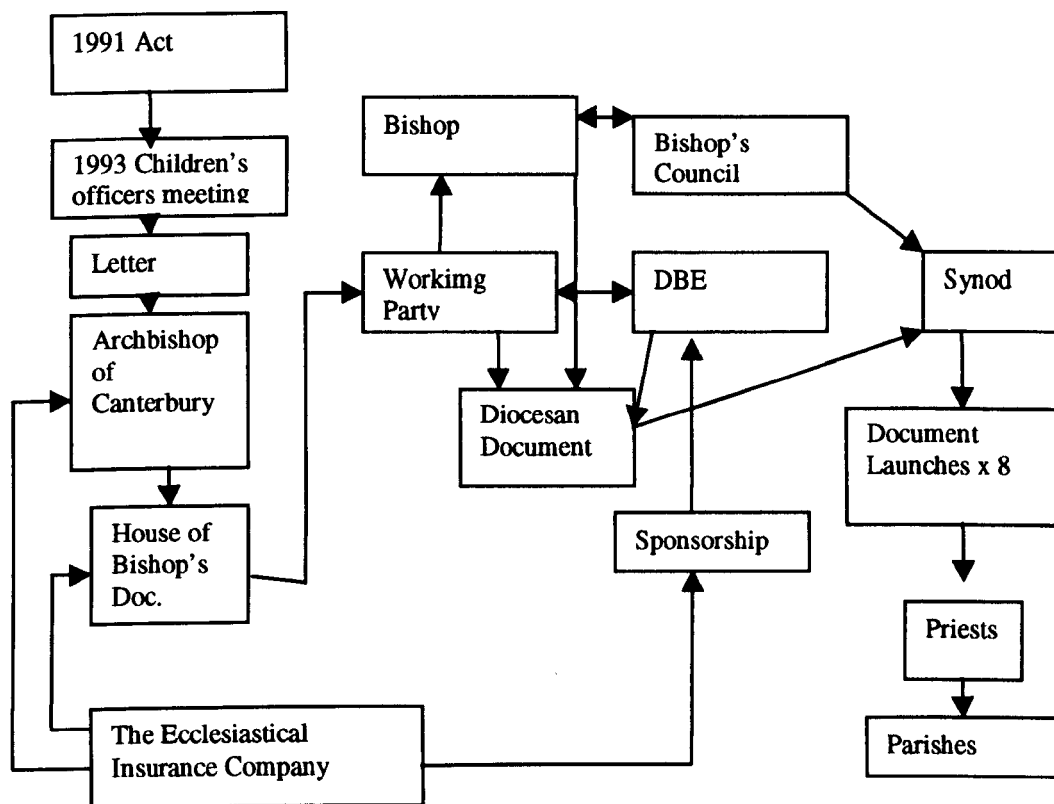 1991 Act
1993 Children's
officers meeting
Letter
Archbishop
of
Canterbury
House of
Bishop's
Doc.
The Ecclesiastical
Insurance Company
Bishop
Bishop's
Council
Workimg
Party
DBE
Diocesan
Document
Sponsorship
Synod
Document
Launches x 8
Priests
Parishes